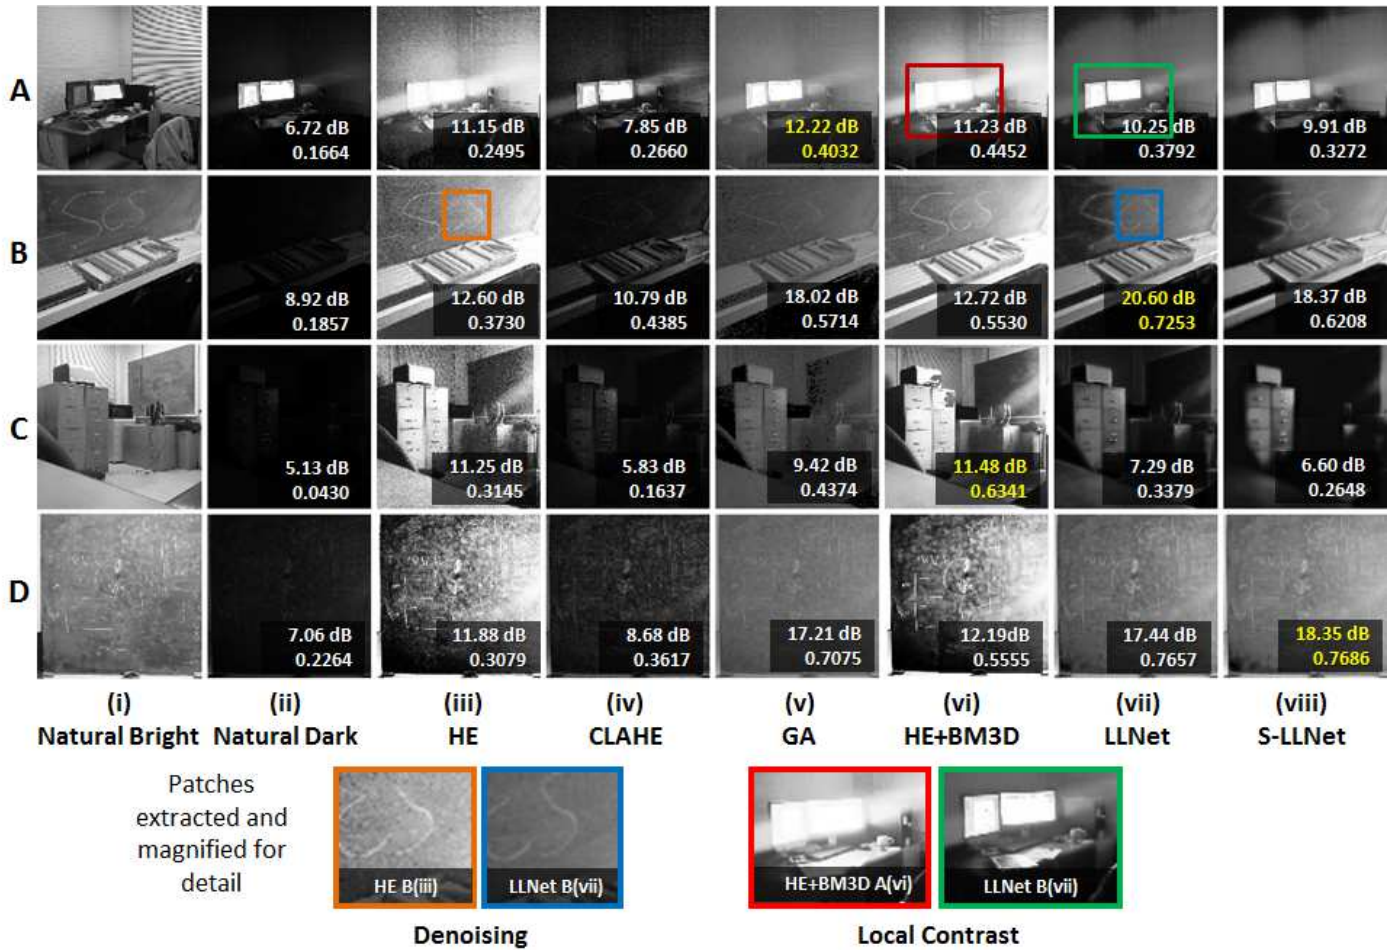 A
6.72 dB
0.1664
11.15 dB
0.2495
7.85 dB
0.2660
12.22 dB
0.4032
11.23 dB
0.4452
10.25 dB
0.3792
9.91 dB
0.3272
B
8.92 dB
0.1857
12.60 dB
0.3730
10.79 dB
0.4385
18.02 dB
0.5714
12.72 dB
0.5530
20.60 dB
0.7253
18.37 dB
0.6208
C
5.13 dB
0.0430
11.25 dB
0.3145
5.83 dB
0.1637
9.42 dB
0.4374
11.48 dB
0.6341
7.29 dB
0.3379
6.60 dB
0.2648
D
7.06 dB
0.2264
11.88 dB
0.3079
8.68 dB
0.3617
17.21 dB
0.7075
12.19dB
0.5555
17.44 dB
0.7657
18.35 dB
0.7686
(i) (ii) (iii) (iv) (v) (vi) (vii) (viii)
Natural Bright Natural Dark HE CLAHE GA HE+BM3D LLNet S-LLNet
Patches
extracted and
magnified for
detail
HE B(iii)
LLNet B(vii)
HE+BM3D A(vi)
LLNet B(vii)
Denoising
Local Contrast